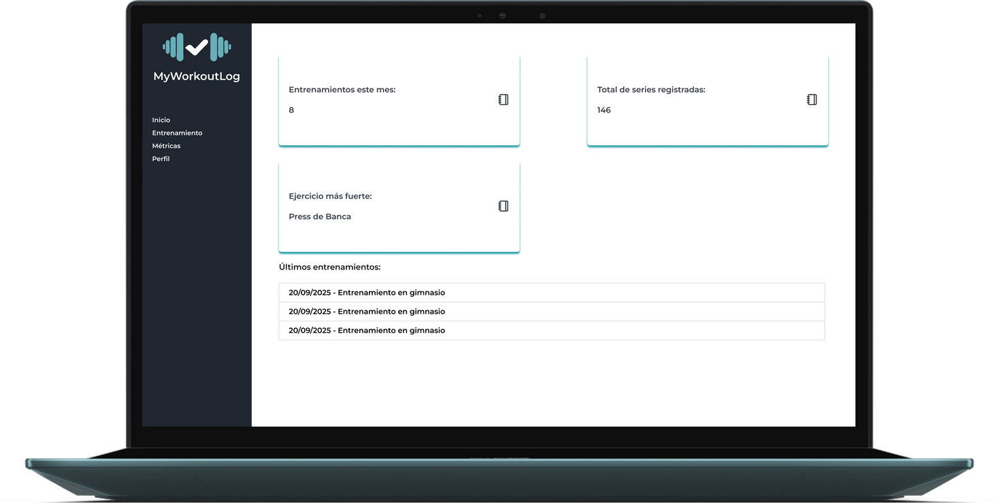 MyWorkoutLog
Inicio
Entrenamiento
Métricas
Perfil
Entrenamientos este mes:
8
Total de series registradas:
146
Ejercicio más fuerte:
Press de Banca
Últimos entrenamientos:
20/09/2025 - Entrenamiento en gimnasio
20/09/2025 - Entrenamiento en gimnasio
20/09/2025 - Entrenamiento en gimnasio